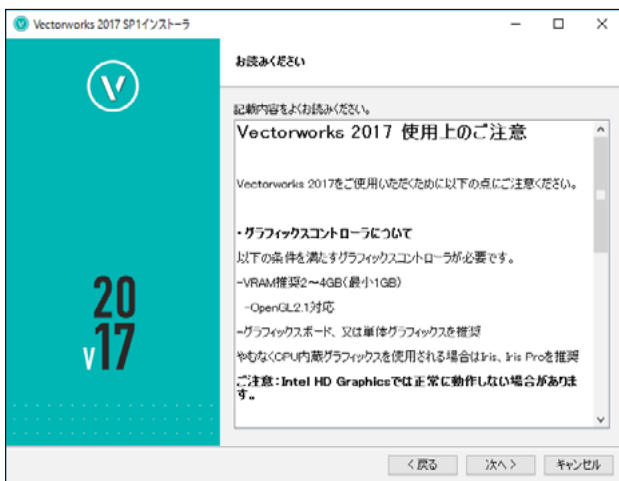 Vectorworks 2017 SP1インストーラ
お読みください
記載内容をよくお読みください。
Vectorworks 2017 使用上のご注意
Vectorworks 2017をご使用いただくために以下の点にご注意ください。
・グラフィックスコントローラについて
以下の条件を満たすグラフィックスコントローラが必要です。
-VRAM推奨2～4GB(最小1GB)
-OpenGL2.1対応
-グラフィックスボード、又は単体グラフィックスを推奨
やむなくCPU内蔵グラフィックスを使用される場合はIris、Iris Proを推奨
ご注意：Intel HD Graphicsでは正常に動作しない場合がありま
す。
V
20
v17
< 戻る
次へ >
キャンセル